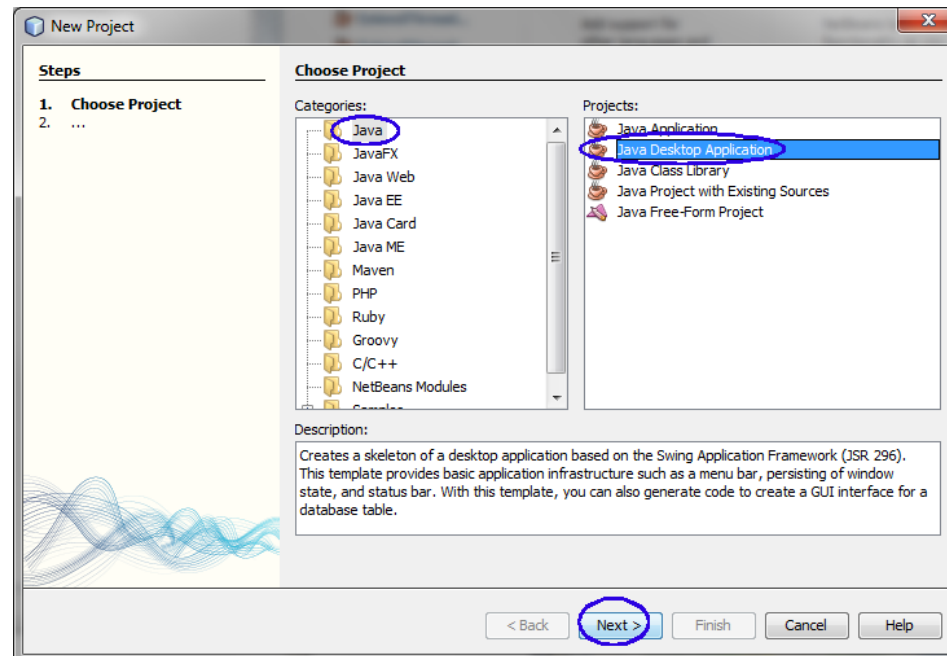 New Project
Steps
1. Choose Project
2. ...
Choose Project
Categories:
Java
JavaFX
Java Web
Java EE
Java Card
Java ME
Maven
PHP
Ruby
Groovy
C/C++
NetBeans Modules
Samples
Projects:
Java Application
Java Desktop Application
Java Class Library
Java Project with Existing Sources
Java Free-Form Project
Description:
Creates a skeleton of a desktop application based on the Swing Application Framework (JSR 296).
This template provides basic application infrastructure such as a menu bar, persisting of window
state, and status bar. With this template, you can also generate code to create a GUI interface for a
database table.
< Back
Next >
Finish
Cancel
Help